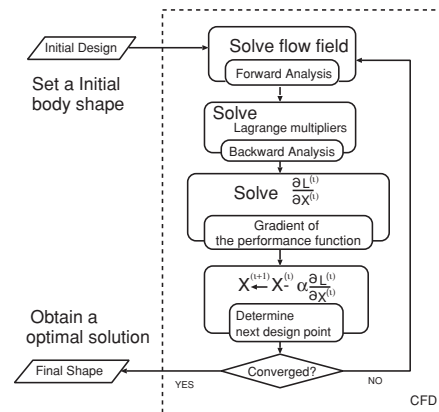 Initial Design
Solve flow field
Forward Analysis
Set a Initial
body shape
Solve
Lagrange multipliers
Backward Analysis
Solve ∂L⁽ᶥ⁾/∂X⁽ᶥ⁾
Gradient of
the performance function
X⁽ᶥ⁺¹⁾ ← X⁽ᶥ⁾ - α ∂L⁽ᶥ⁾/∂X⁽ᶥ⁾
Determine
next design point
Obtain a
optimal solution
Final Shape
YES
Converged?
NO
CFD